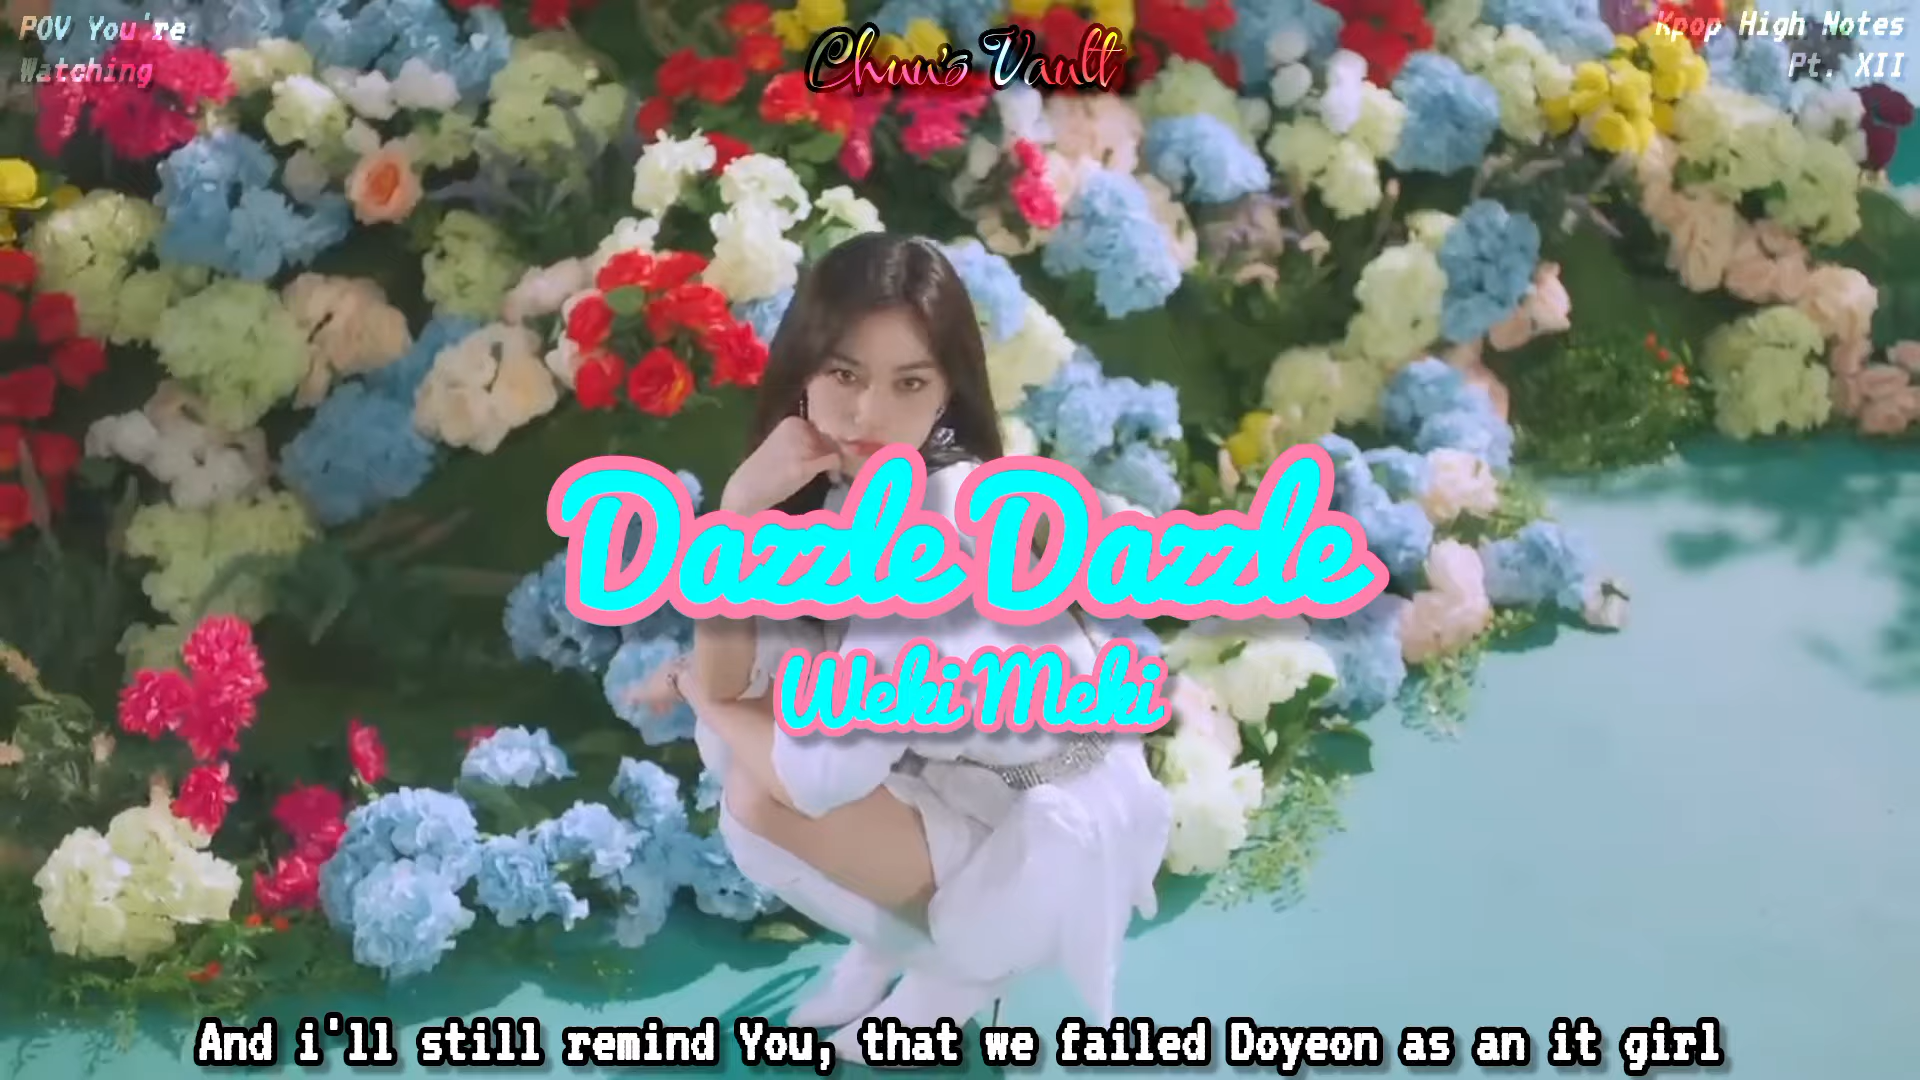 POV You're
Watching
Chuu's Vault
Kpop High Notes
Pt. XII
Dazzle Dazzle
Weki Meki
And i'll still remind You, that we failed Doyeon as an it girl